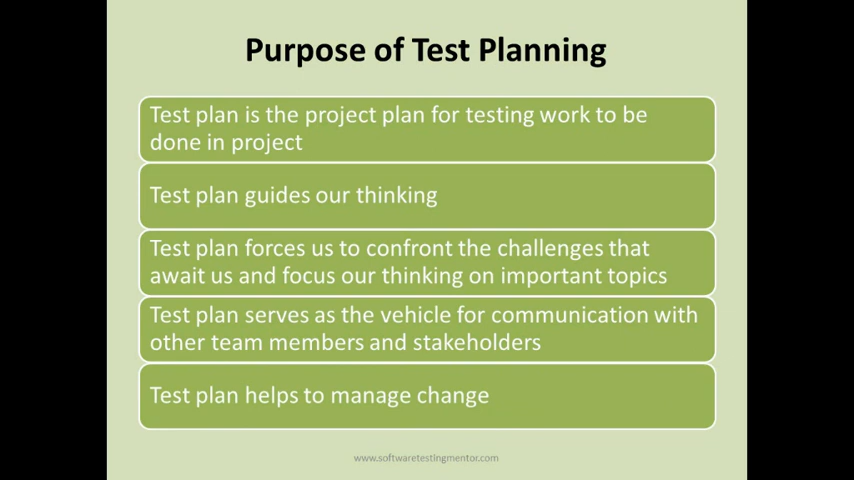 Purpose of Test Planning
Test plan is the project plan for testing work to be
done in project
Test plan guides our thinking
Test plan forces us to confront the challenges that
await us and focus our thinking on important topics
Test plan serves as the vehicle for communication with
other team members and stakeholders
Test plan helps to manage change
www.softwaretestingmentor.com